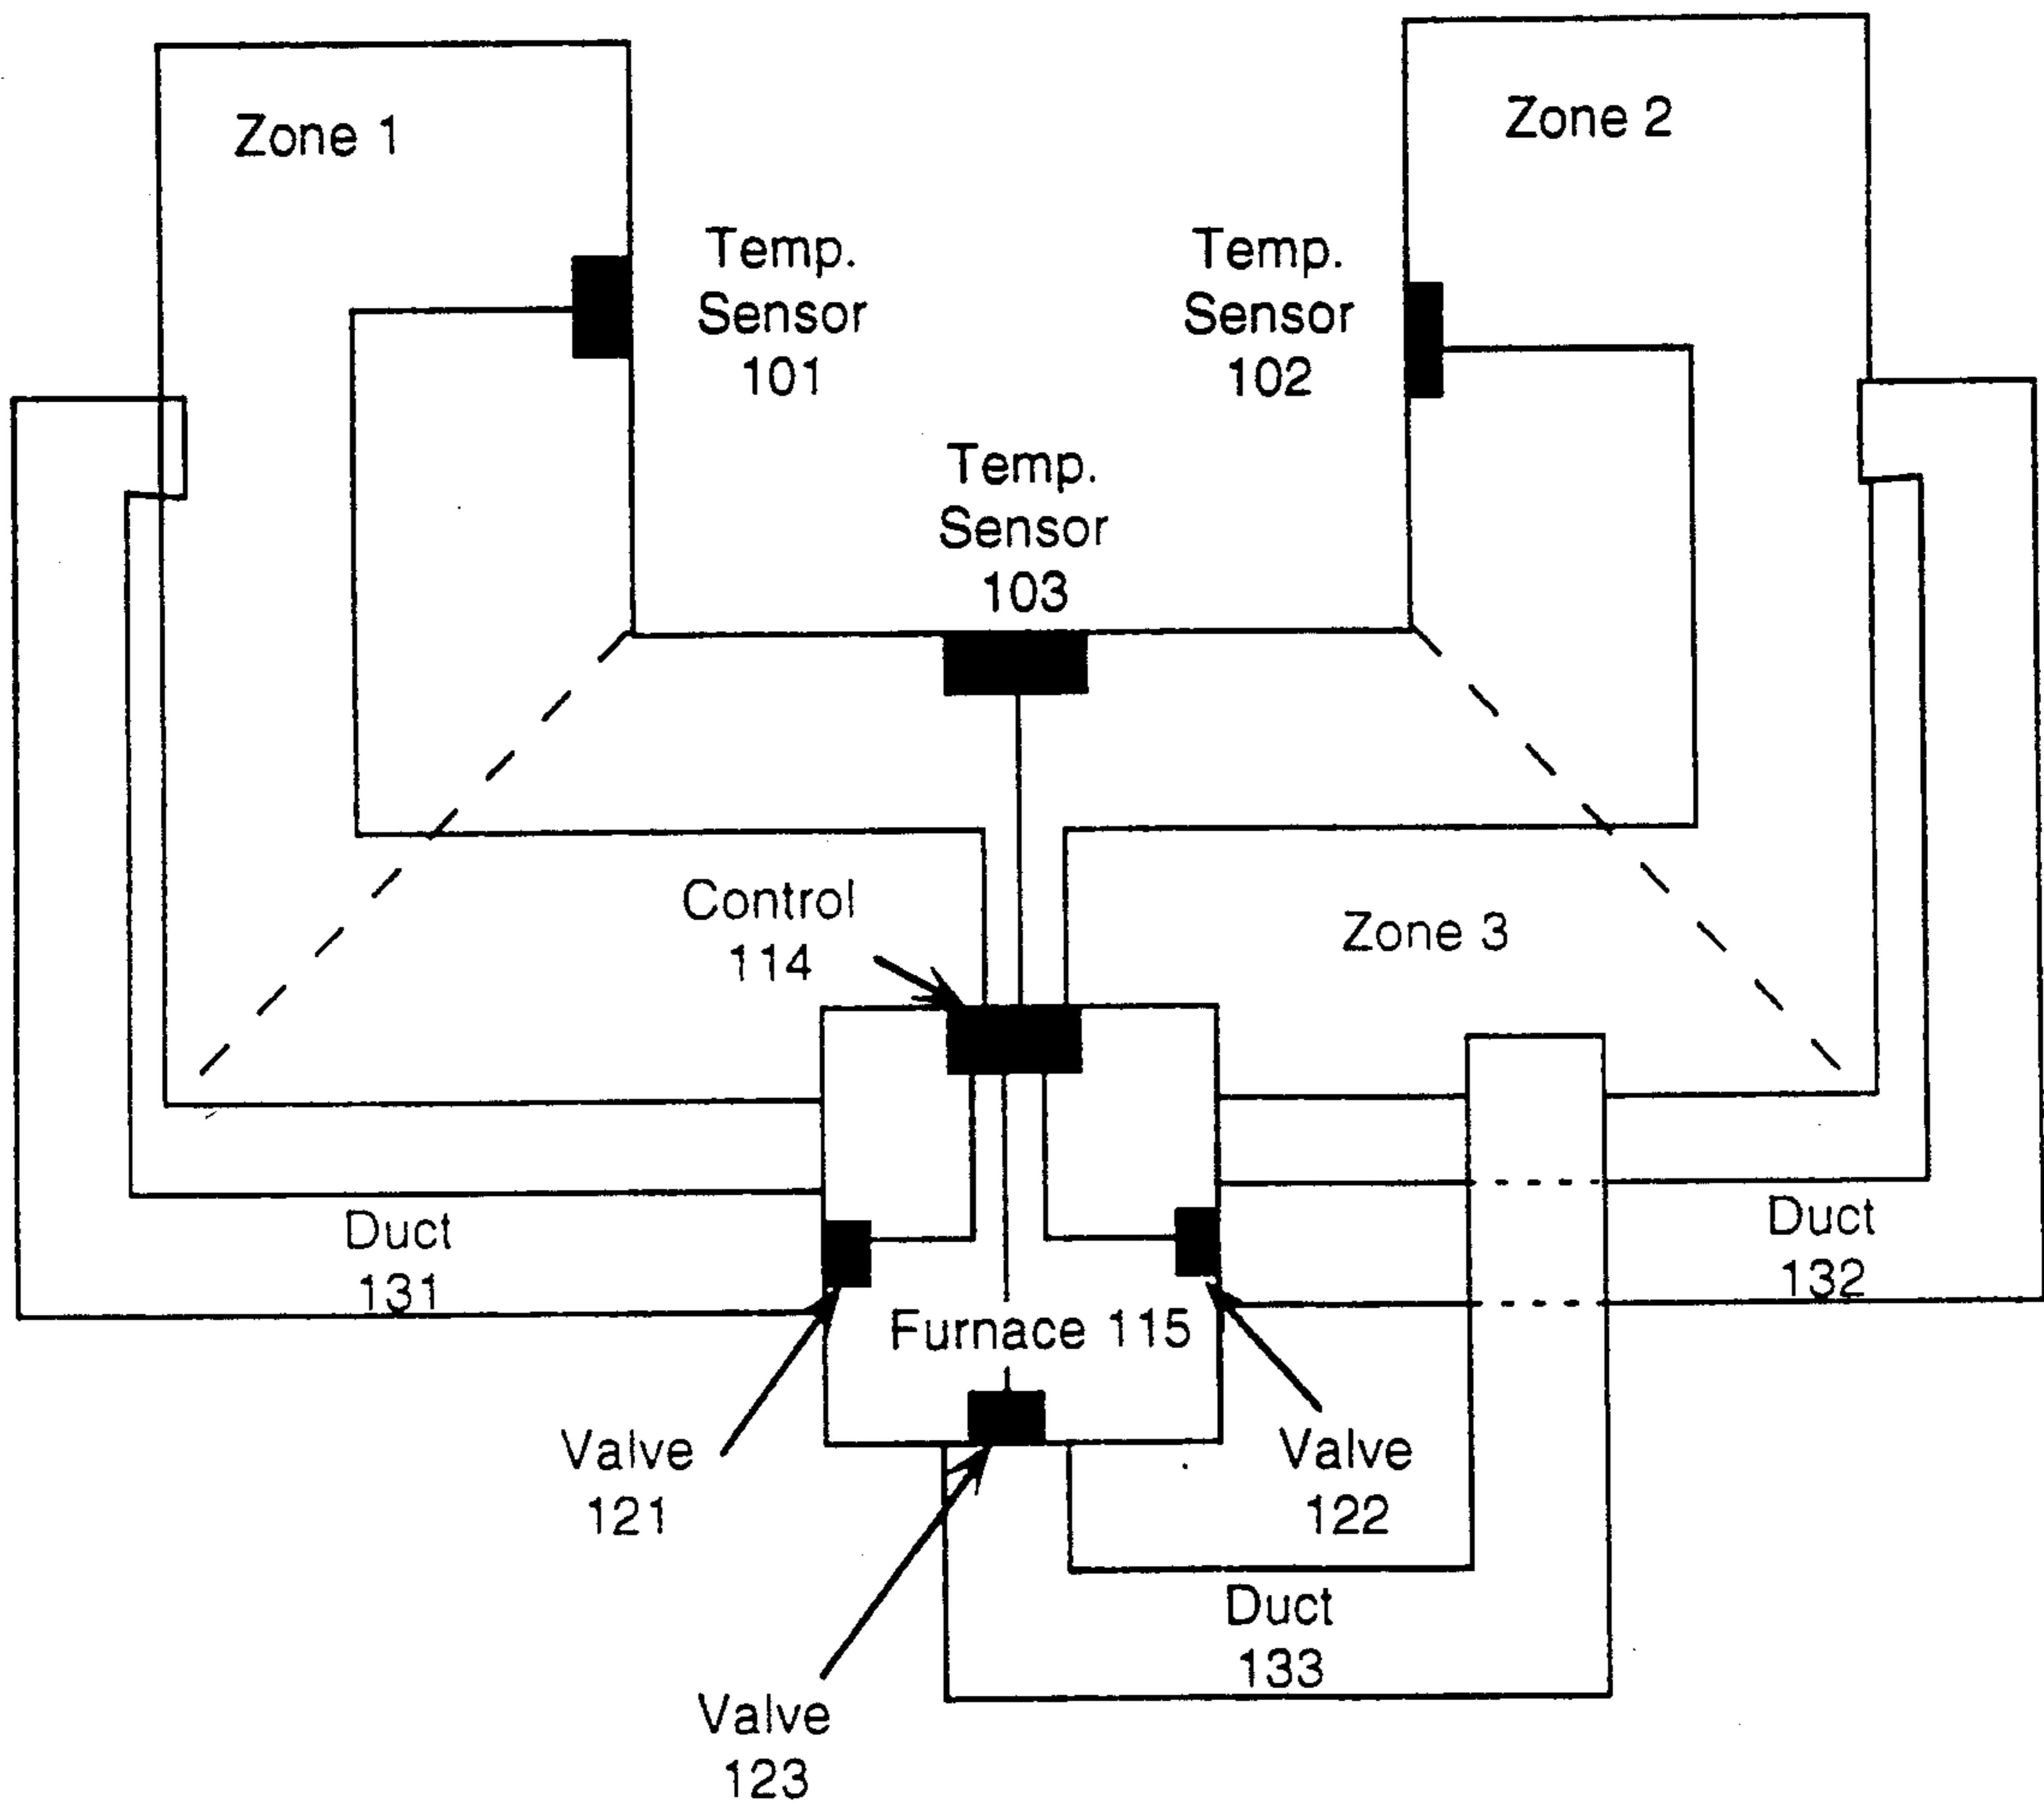 Zone 1
Zone 2
Temp.
Sensor
101
Temp.
Sensor
102
Temp.
Sensor
103
Control
114
Zone 3
Duct
131
Duct
132
Furnace 115
Valve
121
Valve
122
Duct
133
Valve
123